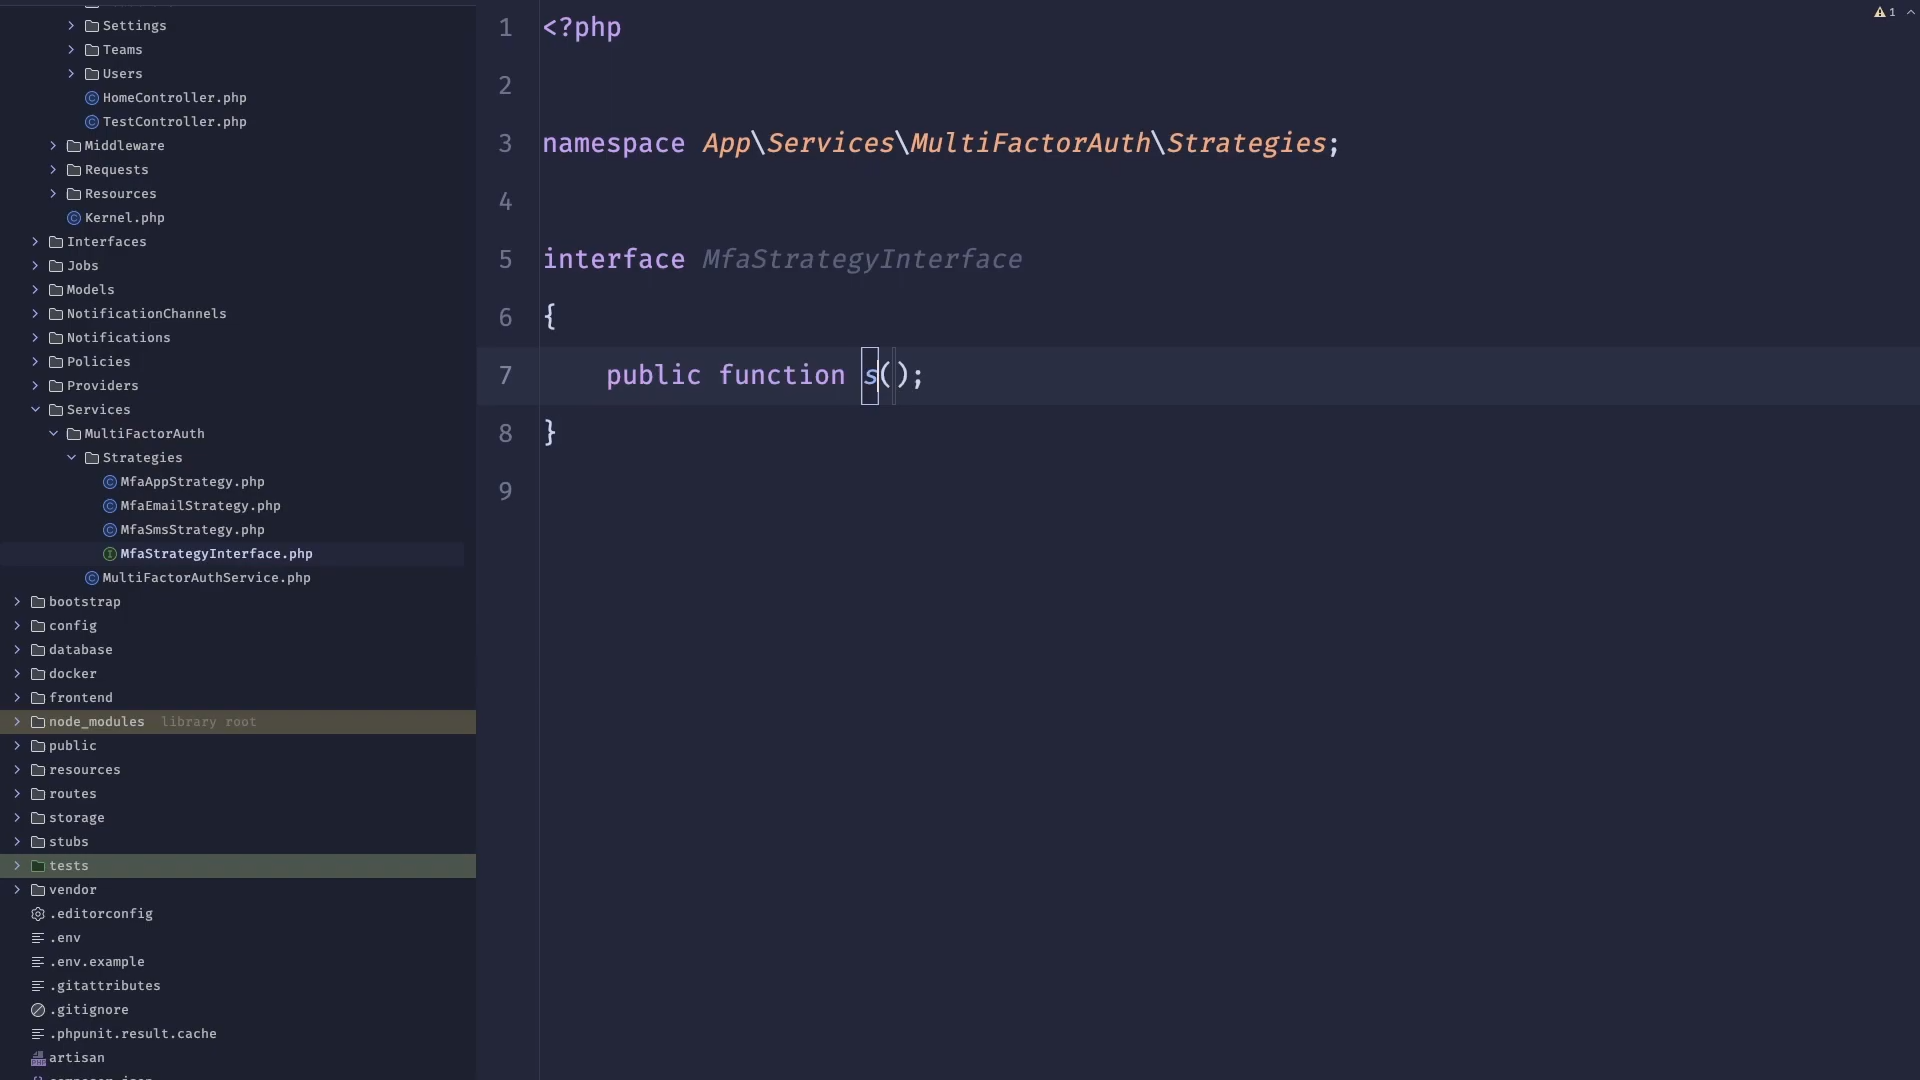 Settings
Teams
Users
HomeController.php
TestController.php
Middleware
Requests
Resources
Kernel.php
Interfaces
Jobs
Models
NotificationChannels
Notifications
Policies
Providers
Services
MultiFactorAuth
Strategies
MfaAppStrategy.php
MfaEmailStrategy.php
MfaSmsStrategy.php
MfaStrategyInterface.php
MultiFactorAuthService.php
bootstrap
config
database
docker
frontend
node_modules library root
public
resources
routes
storage
stubs
tests
vendor
.editorconfig
.env
.env.example
.gitattributes
.gitignore
.phpunit.result.cache
artisan
1 <?php
2
3 namespace App\Services\MultiFactorAuth\Strategies;
4
5 interface MfaStrategyInterface
6 {
7 public function s();
8 }
9
1